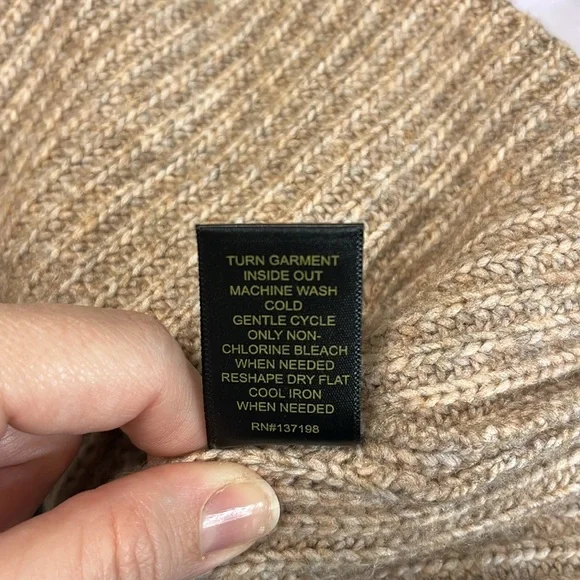 TURN GARMENT
INSIDE OUT
MACHINE WASH
COLD
GENTLE CYCLE
ONLY NON-
CHLORINE BLEACH
WHEN NEEDED
RESHAPE DRY FLAT
COOL IRON
WHEN NEEDED
RN#137198